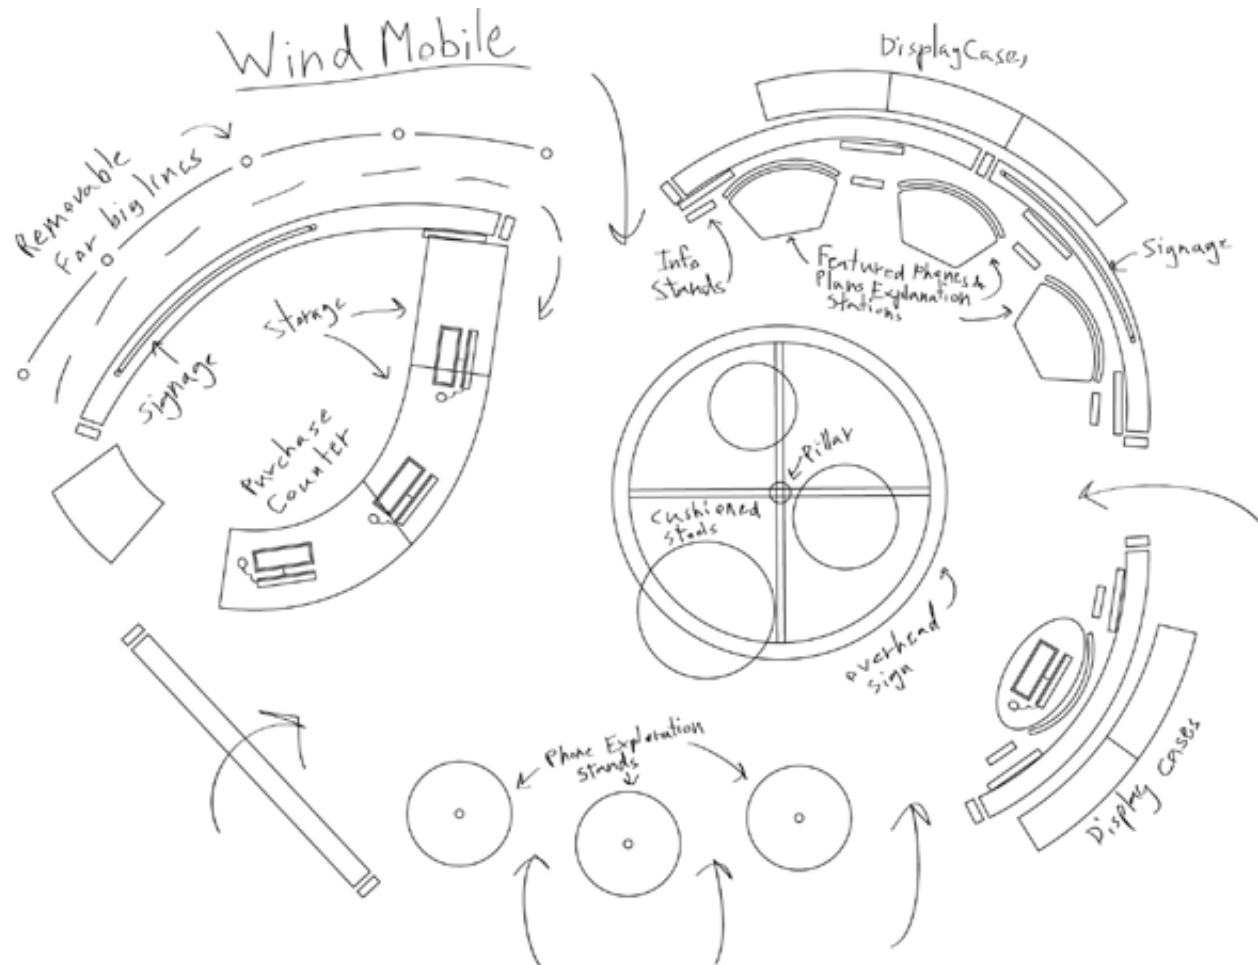 Wind Mobile
Display Cases
Removable
For big lines
Info
Stands
Featured Phones &
Plans Explanation
Stations
Signage
Storage
Signage
Purchase
Counter
Pillar
Cushioned
Stools
overhead
sign
Phone Exploration
Stands
Display Cases